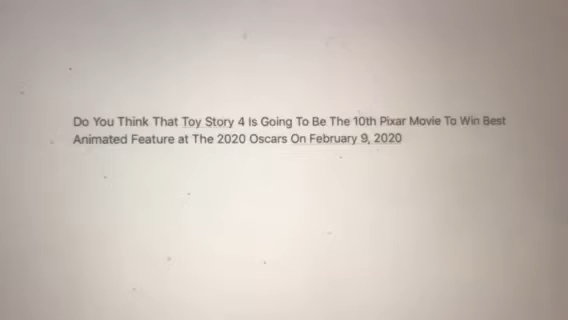 Do You Think That Toy Story 4 Is Going To Be The 10th Pixar Movie To Win Best
Animated Feature at The 2020 Oscars On February 9, 2020